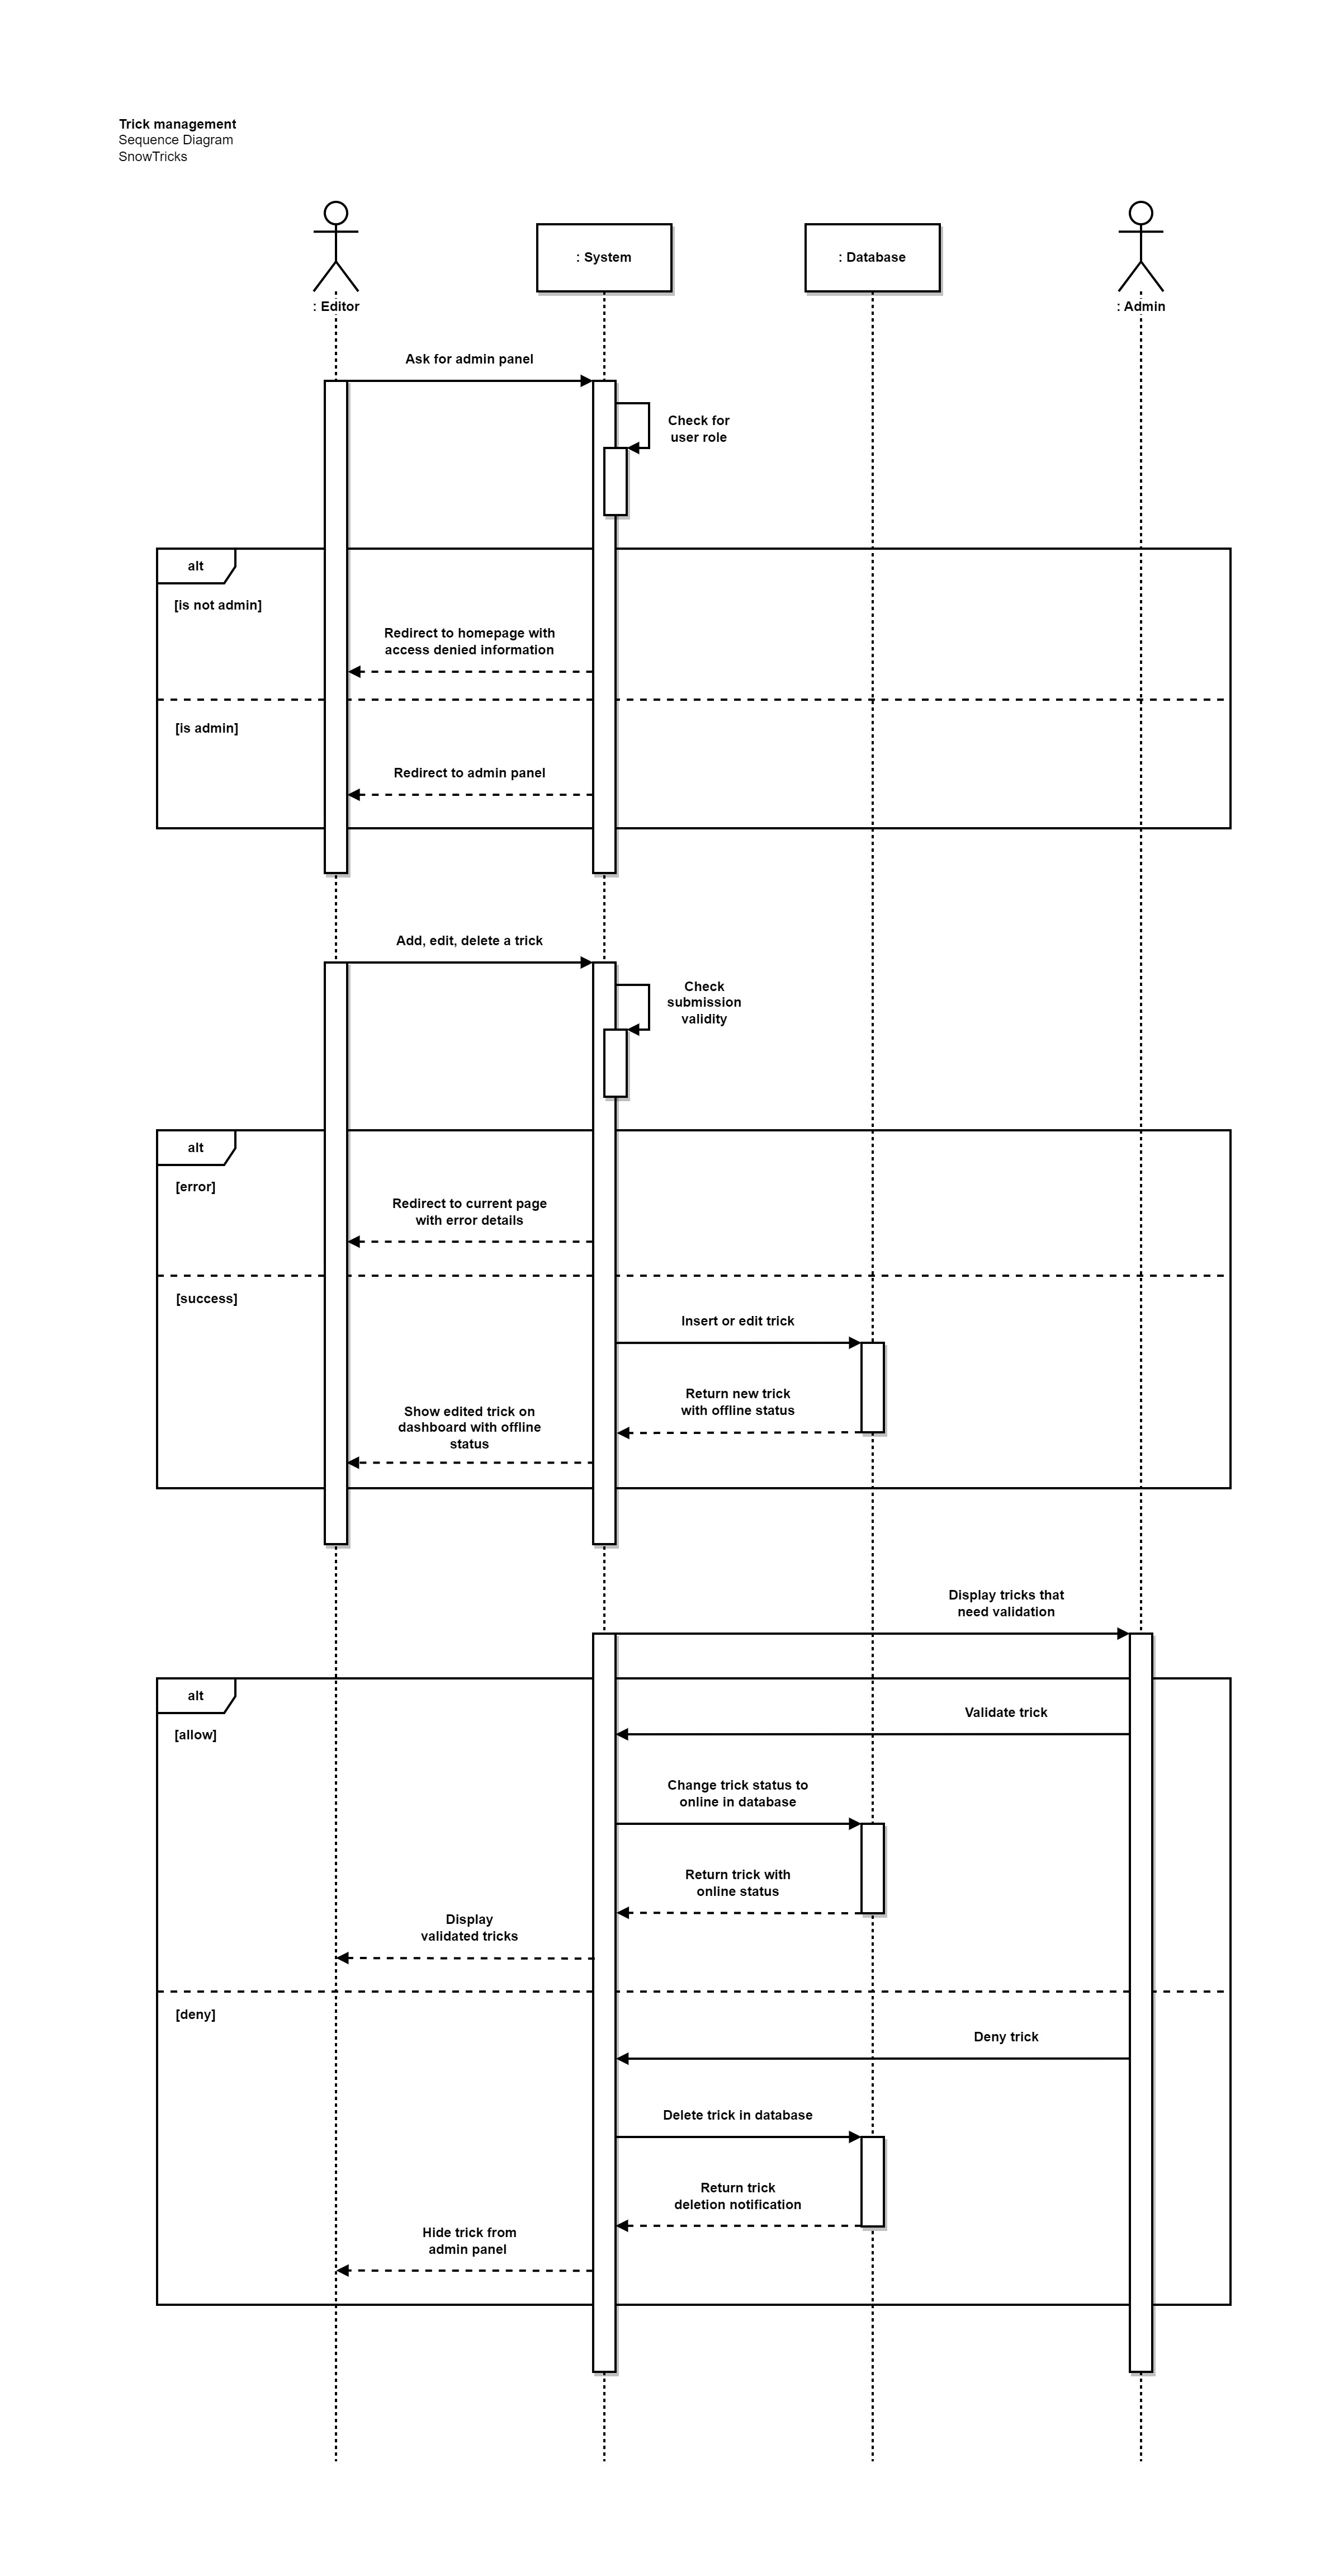 Trick management
Sequence Diagram
SnowTricks
: Editor
: System
: Database
: Admin
Ask for admin panel
Check for
user role
alt
[is not admin]
Redirect to homepage with
access denied information
[is admin]
Redirect to admin panel
Add, edit, delete a trick
Check
submission
validity
alt
[error]
Redirect to current page
with error details
[success]
Insert or edit trick
Return new trick
with offline status
Show edited trick on
dashboard with offline
status
Display tricks that
need validation
alt
[allow]
Validate trick
Change trick status to
online in database
Return trick with
online status
Display
validated tricks
[deny]
Deny trick
Delete trick in database
Return trick
deletion notification
Hide trick from
admin panel